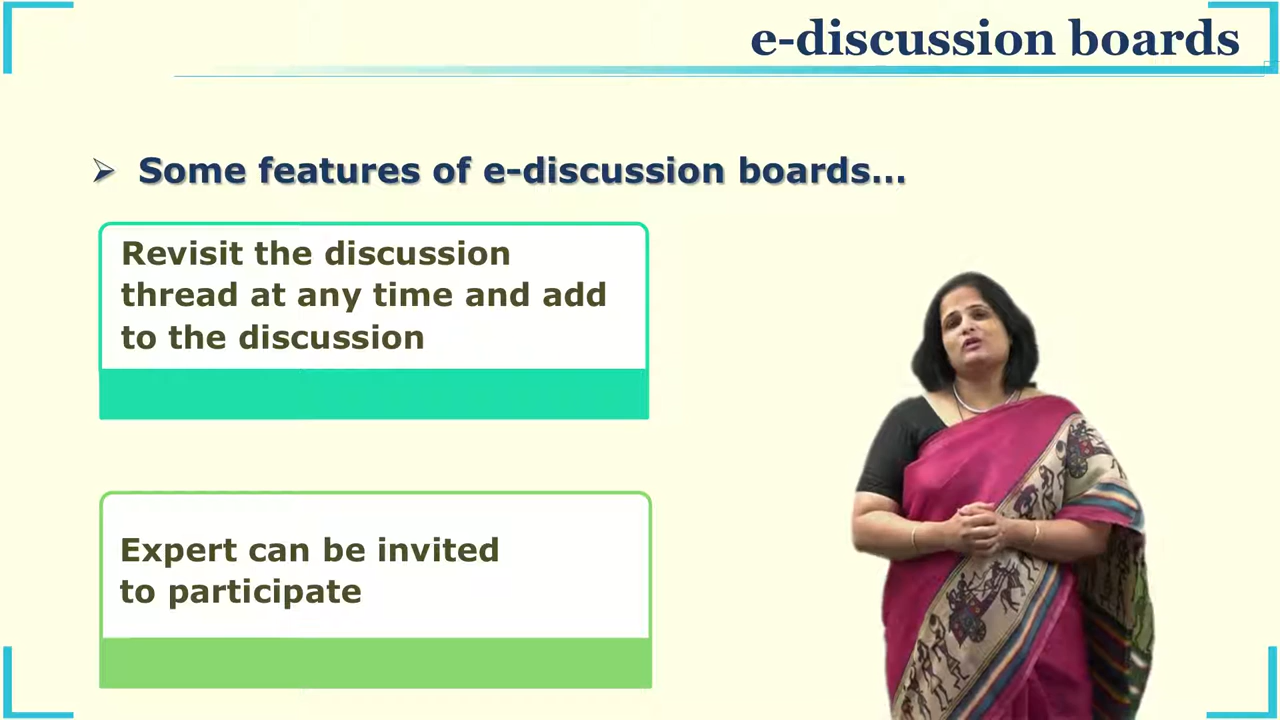 e-discussion boards
Some features of e-discussion boards...
Revisit the discussion
thread at any time and add
to the discussion
Expert can be invited
to participate